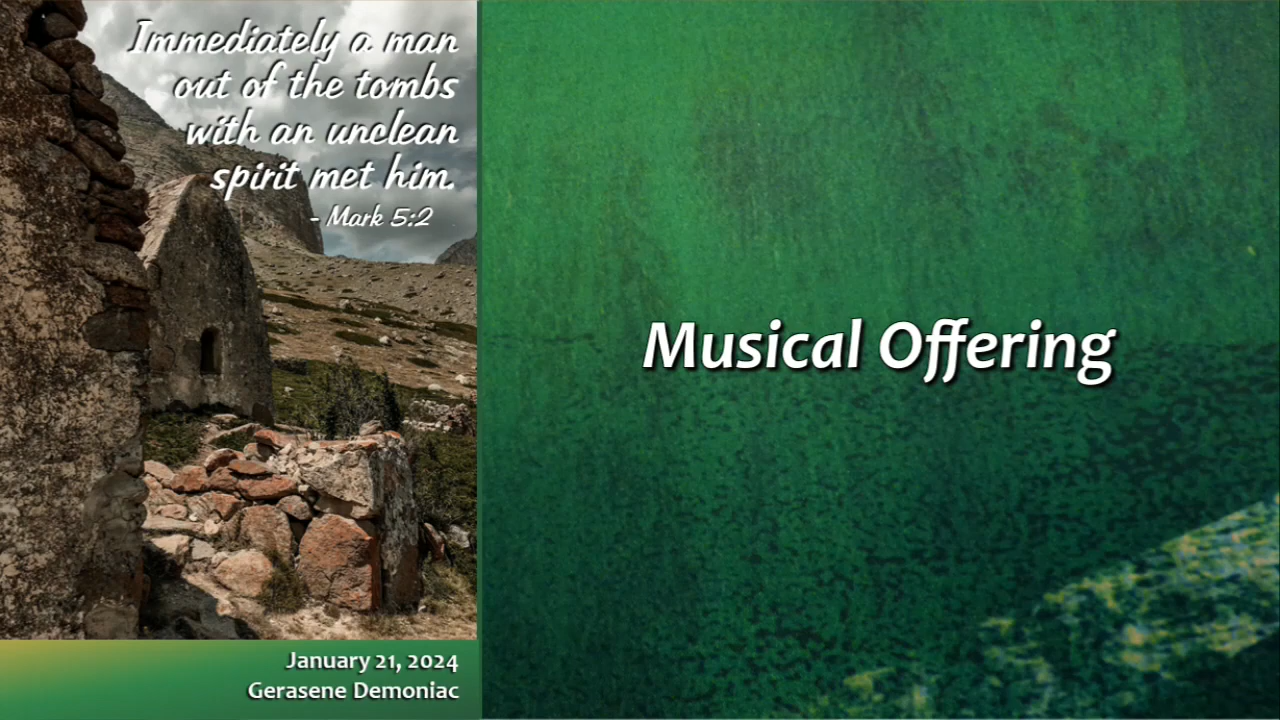 Immediately a man
out of the tombs
with an unclean
spirit met him.
- Mark 5:2
Musical Offering
January 21, 2024
Gerasene Demoniac